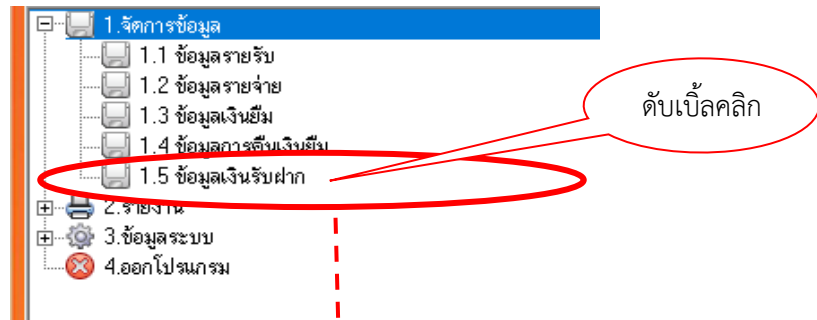 1.จัดการข้อมูล
1.1 ข้อมูลรายรับ
1.2 ข้อมูลรายจ่าย
1.3 ข้อมูลเงินยืม
ดับเบิ้ลคลิก
1.4 ข้อมูลการคืนเงินยืม
1.5 ข้อมูลเงินรับฝาก
2.รายงาน
3.ข้อมูลระบบ
4.ออกโปรแกรม